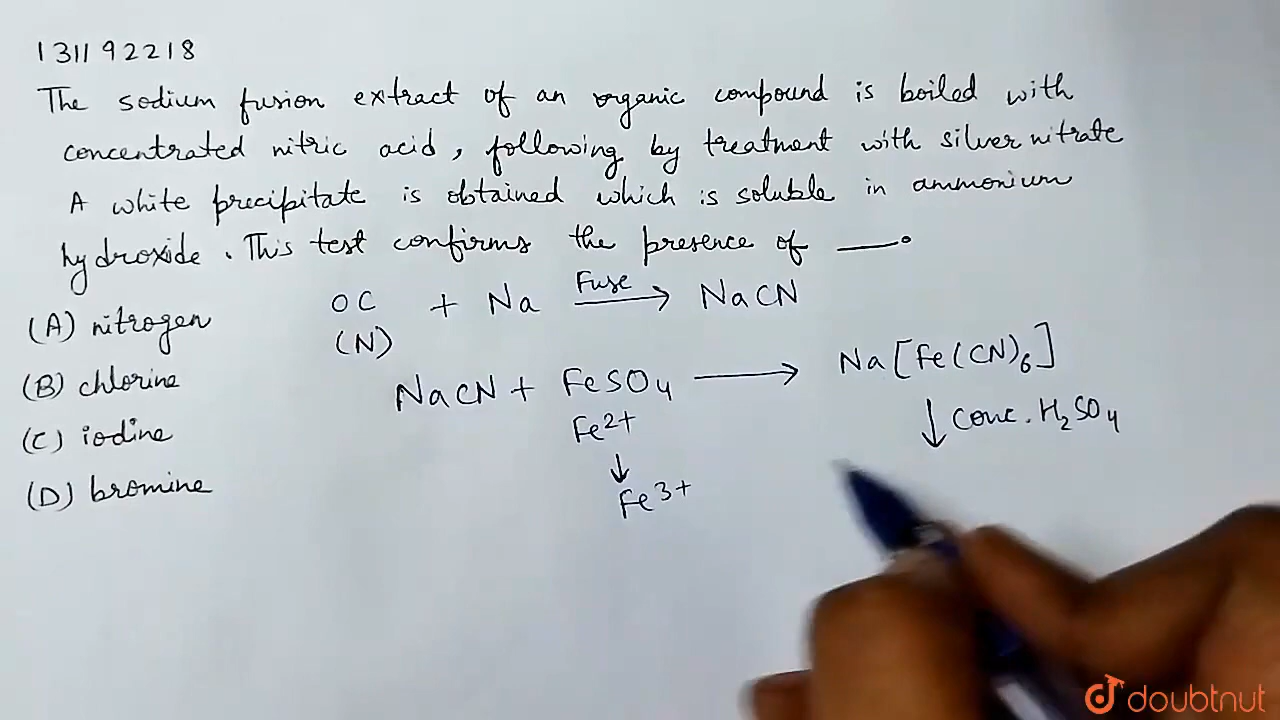 131192218
The sodium fusion extract of an organic compound is boiled with
concentrated nitric acid, following by treatment with silver nitrate
A white precipitate is obtained which is soluble in ammonium
hydroxide. This test confirms the presence of ——.
(A) nitrogen
(B) chlorine
(C) iodine
(D) bromine
OC + Na Fuse → NaCN
(N)
NaCN + FeSO4 → Na[Fe(CN)6]
Fe2+
↓
Fe3+
↓ Conc. H2SO4
doubtnut